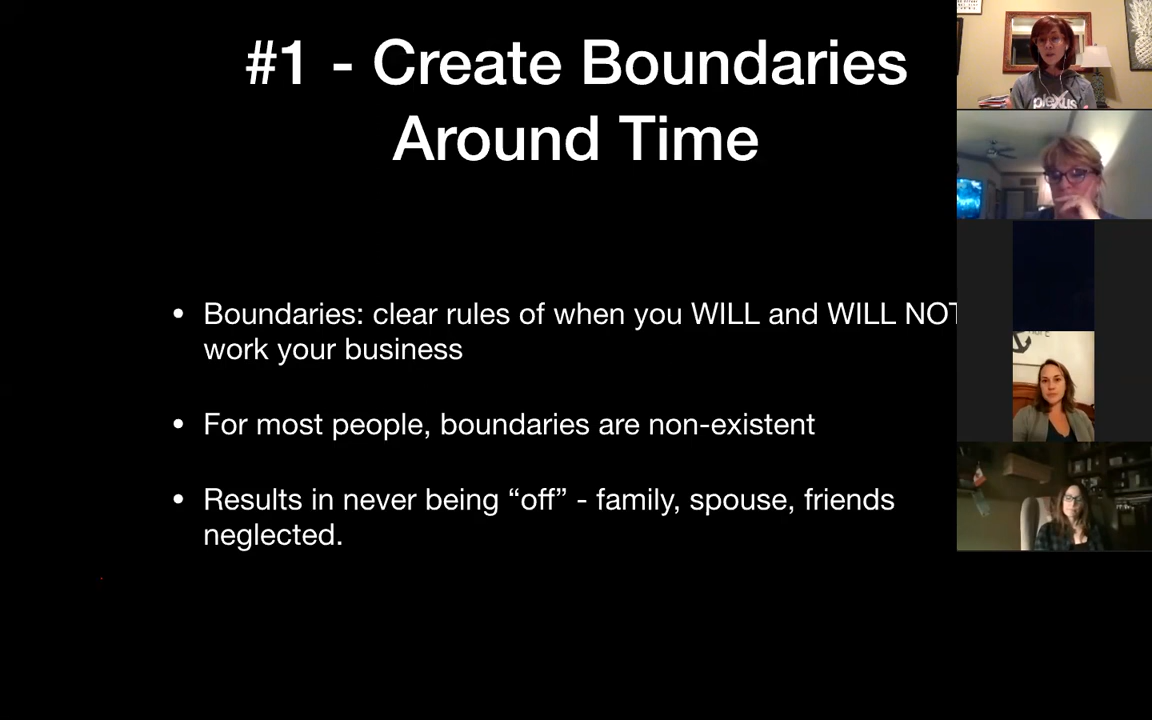 #1 - Create Boundaries
Around Time
• Boundaries: clear rules of when you WILL and WILL NOT
work your business
• For most people, boundaries are non-existent
• Results in never being “off” - family, spouse, friends
neglected.
plexus